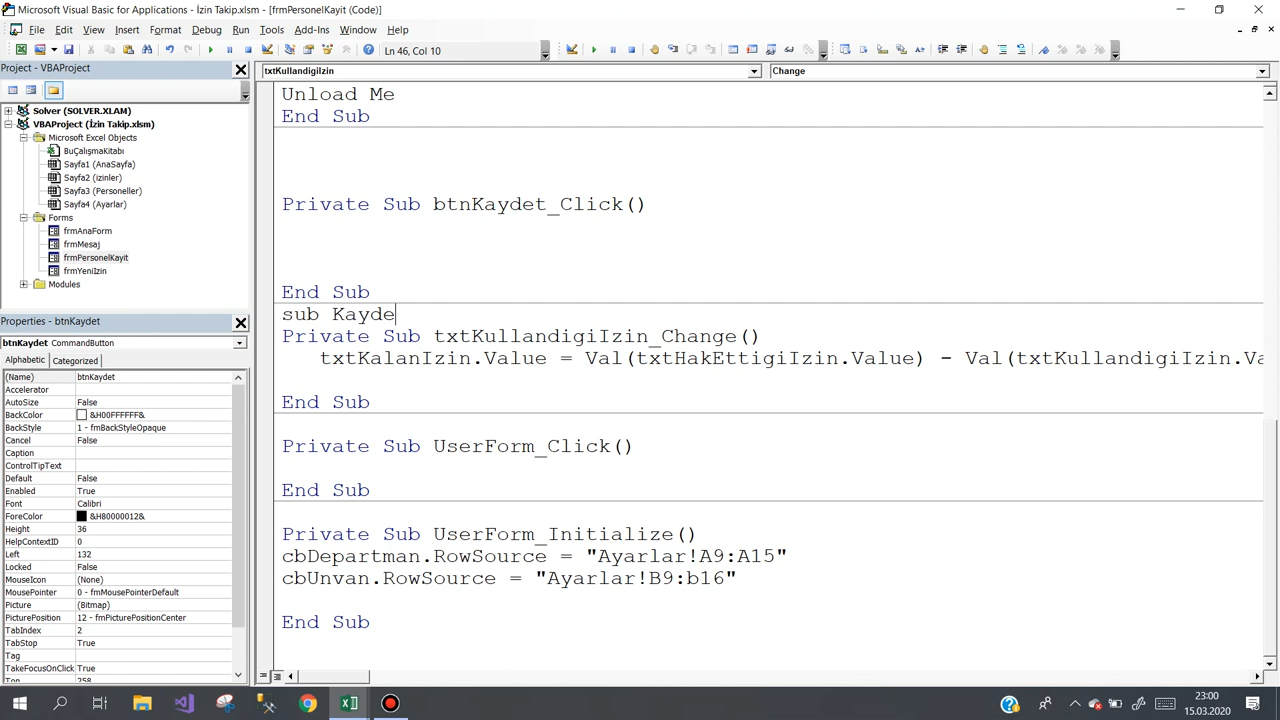 Microsoft Visual Basic for Applications - İzin Takip.xlsm - [frmPersonelKayit (Code)]
File Edit View Insert Format Debug Run Tools Add-Ins Window Help
Ln 46, Col 10
Project - VBAProject
txtKullandigiIzin
Change
Solver (SOLVER.XLAM)
VBAProject (İzin Takip.xlsm)
Microsoft Excel Objects
BuÇalışmaKitabı
Sayfa1 (AnaSayfa)
Sayfa2 (izinler)
Sayfa3 (Personeller)
Sayfa4 (Ayarlar)
Forms
frmAnaForm
frmMesaj
frmPersonelKayit
frmYeniIzin
Modules
Properties - btnKaydet
btnKaydet CommandButton
Alphabetic Categorized
(Name) btnKaydet
Accelerator
AutoSize False
BackColor &H00FFFFFF&
BackStyle 1 - fmBackStyleOpaque
Cancel False
Caption
ControlTipText
Default False
Enabled True
Font Calibri
ForeColor &H80000012&
Height 36
HelpContextID 0
Left 132
Locked False
MouseIcon (None)
MousePointer 0 - fmMousePointerDefault
Picture (Bitmap)
PicturePosition 12 - fmPicturePositionCenter
TabIndex 2
TabStop True
Tag
TakeFocusOnClick True
Top 258
Unload Me
End Sub
Private Sub btnKaydet_Click()
End Sub
sub Kayde
Private Sub txtKullandigiIzin_Change()
txtKalanIzin.Value = Val(txtHakEttigiIzin.Value) - Val(txtKullandigiIzin.Va
End Sub
Private Sub UserForm_Click()
End Sub
Private Sub UserForm_Initialize()
cbDepartman.RowSource = "Ayarlar!A9:A15"
cbUnvan.RowSource = "Ayarlar!B9:b16"
End Sub
23:00
15.03.2020